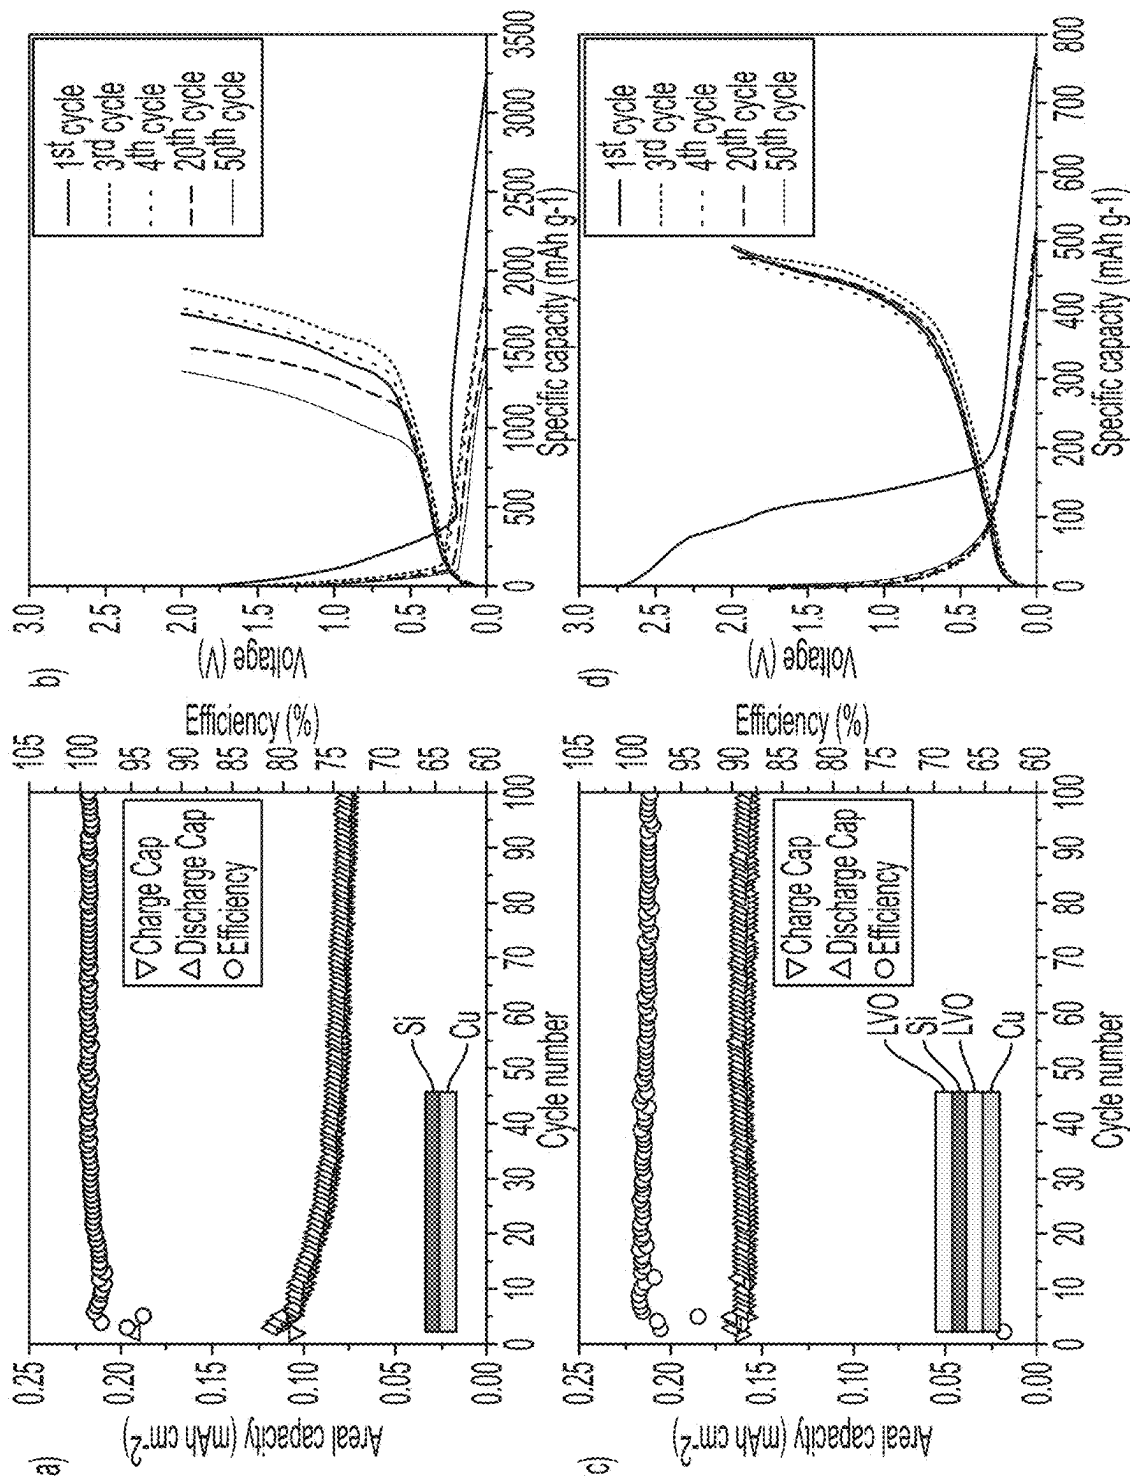 a)
Areal capacity (mAh cm⁻²)
0.25
0.20
0.15
0.10
0.05
0.00
Efficiency (%)
105
100
95
90
85
80
75
70
65
60
▽ Charge Cap
△ Discharge Cap
○ Efficiency
Si
Cu
0 10 20 30 40 50 60 70 80 90 100
Cycle number
b)
Voltage (V)
3.0
2.5
2.0
1.5
1.0
0.5
0.0
1st cycle
3rd cycle
4th cycle
20th cycle
50th cycle
0 500 1000 1500 2000 2500 3000 3500
Specific capacity (mAh g-1)
c)
Areal capacity (mAh cm⁻²)
0.25
0.20
0.15
0.10
0.05
0.00
Efficiency (%)
105
100
95
90
85
80
75
70
65
60
▽ Charge Cap
△ Discharge Cap
○ Efficiency
LVO
Si
LVO
Cu
0 10 20 30 40 50 60 70 80 90 100
Cycle number
d)
Voltage (V)
3.0
2.5
2.0
1.5
1.0
0.5
0.0
1st cycle
3rd cycle
4th cycle
20th cycle
50th cycle
0 100 200 300 400 500 600 700 800
Specific capacity (mAh g-1)